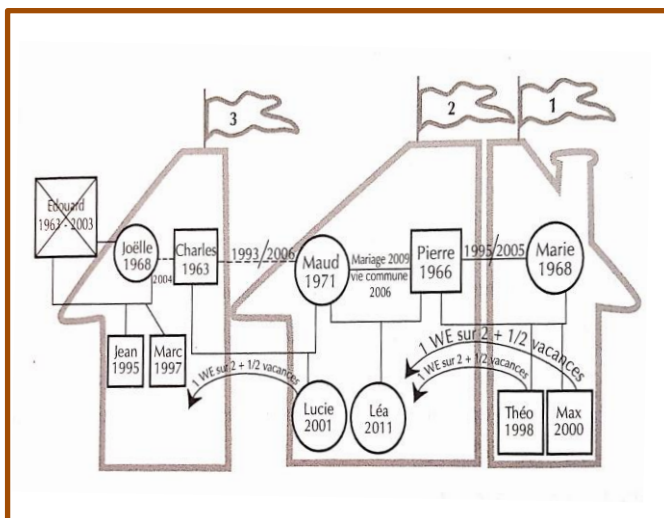 3
2
1
Edouard
1963 - 2003
Joëlle
1968
2004
Charles
1963
1993/2006
Maud
1971
Mariage 2009
vie commune
2006
Pierre
1966
1995/2005
Marie
1968
Jean
1995
Marc
1997
1 WE sur 2 + 1/2 vacances
Lucie
2001
Léa
2011
1 WE sur 2 + 1/2 vacances
1 WE sur 2 + 1/2 vacances
Théo
1998
Max
2000